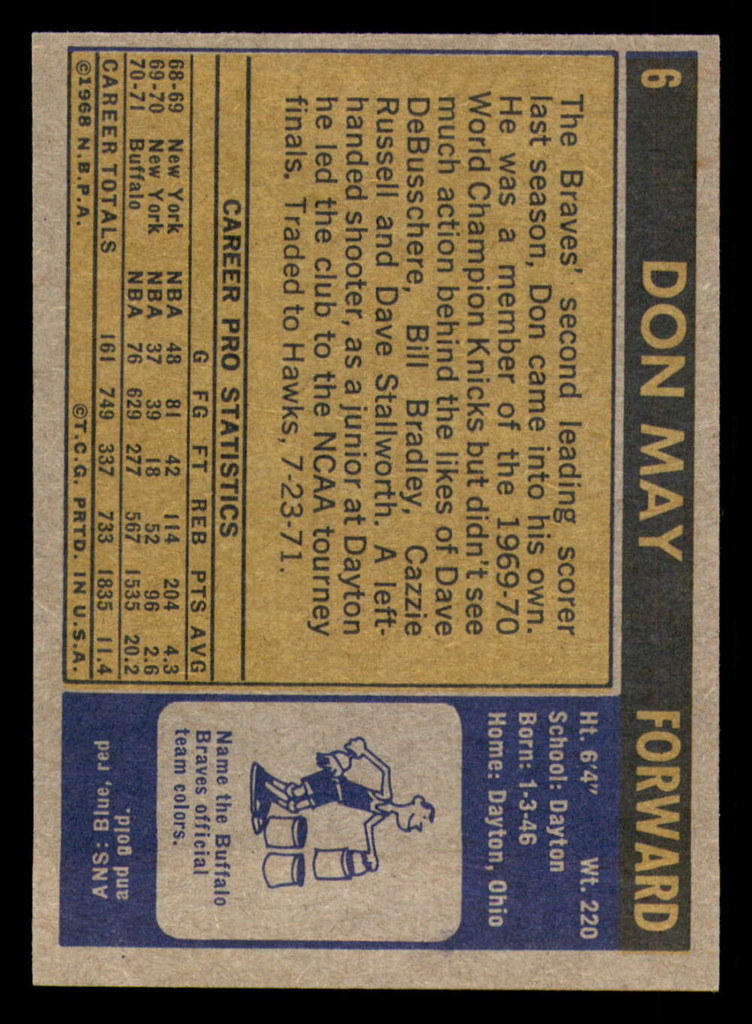 6 DON MAY FORWARD
The Braves' second leading scorer
last season, Don came into his own.
He was a member of the 1969-70
World Champion Knicks but didn't see
much action behind the likes of Dave
DeBusschere, Bill Bradley, Cazzie
Russell and Dave Stallworth. A left-
handed shooter, as a junior at Dayton
he led the club to the NCAA tourney
finals. Traded to Hawks, 7-23-71.
CAREER PRO STATISTICS
G FG FT REB PTS AVG
68-69 New York NBA 48 81 42 114 204 4.3
69-70 New York NBA 37 39 18 52 96 2.6
70-71 Buffalo NBA 76 629 277 567 1535 20.2
CAREER TOTALS 161 749 337 733 1835 11.4
©1968 N.B.P.A. ©T.C.G. PRTD. IN U.S.A.
Ht. 6'4" Wt. 220
School: Dayton
Born: 1-3-46
Home: Dayton, Ohio
Name the Buffalo
Braves official
team colors.
ANS: Blue, red
and gold.